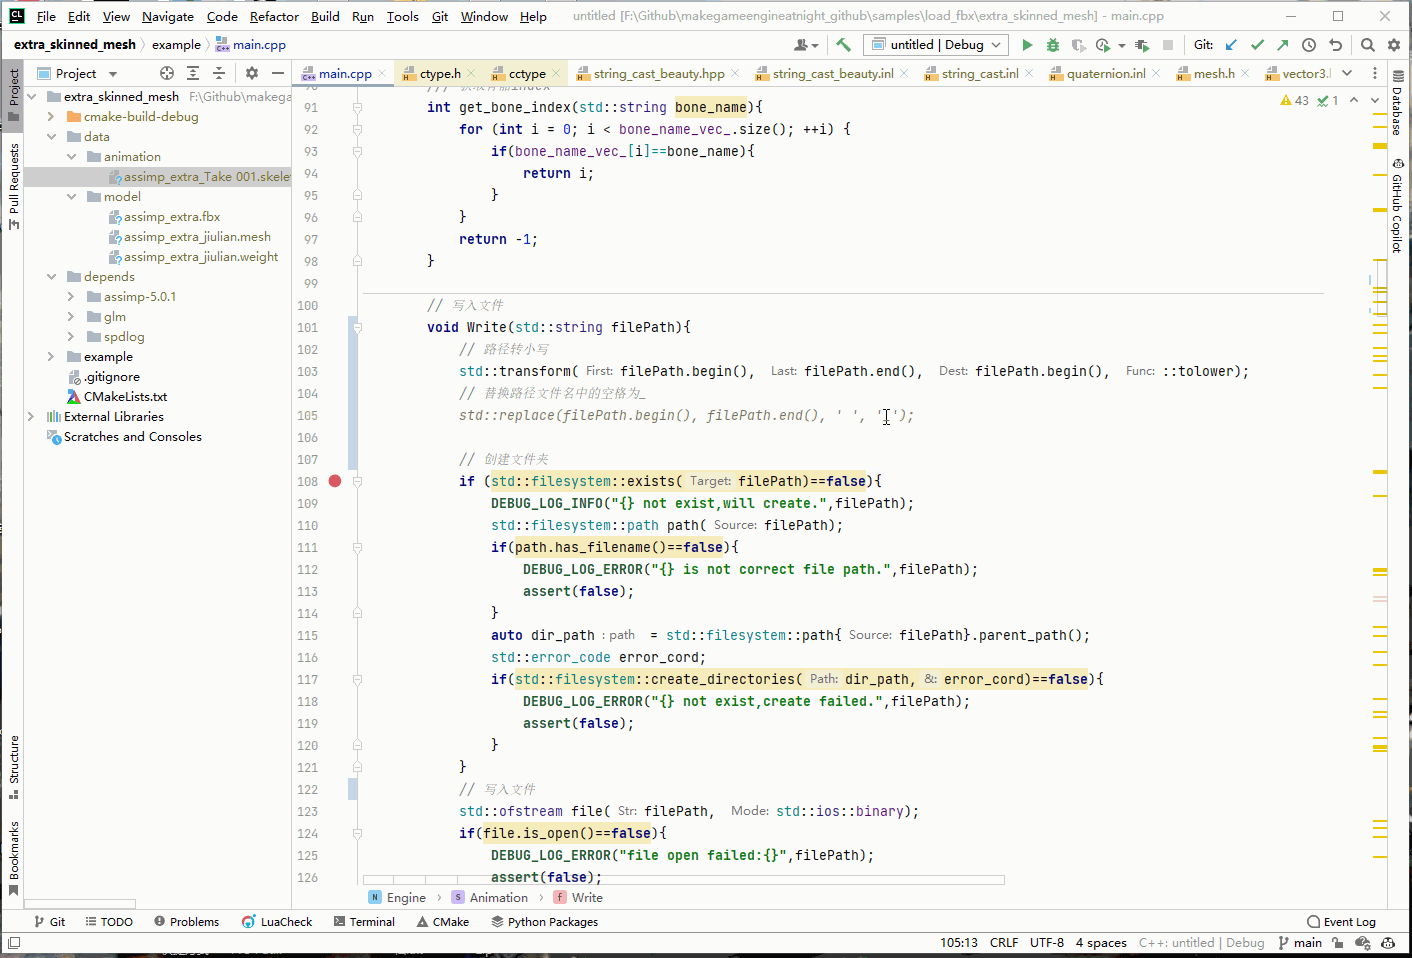 File Edit View Navigate Code Refactor Build Run Tools Git Window Help untitled [F:\Github\makegameengineatnight_github\samples\load_fbx\extra_skinned_mesh] - main.cpp
extra_skinned_mesh example main.cpp untitled | Debug Git:
Project
main.cpp ctype.h cctype string_cast_beauty.hpp string_cast_beauty.inl string_cast.inl quaternion.inl mesh.h vector3.
Project
Pull Requests
Structure
Bookmarks
Database
GitHub Copilot
extra_skinned_mesh F:\Github\makega
cmake-build-debug
data
animation
assimp_extra_Take 001.skele
model
assimp_extra.fbx
assimp_extra_jiulian.mesh
assimp_extra_jiulian.weight
depends
assimp-5.0.1
glm
spdlog
example
.gitignore
CMakeLists.txt
External Libraries
Scratches and Consoles
43 1
91 int get_bone_index(std::string bone_name){
92 for (int i = 0; i < bone_name_vec_.size(); ++i) {
93 if(bone_name_vec_[i]==bone_name){
94 return i;
95 }
96 }
97 return -1;
98 }
99
100 // 写入文件
101 void Write(std::string filePath){
102 // 路径转小写
103 std::transform( First: filePath.begin(), Last: filePath.end(), Dest: filePath.begin(), Func: ::tolower);
104 // 替换路径文件名中的空格为_
105 std::replace(filePath.begin(), filePath.end(), ' ', '_');
106
107 // 创建文件夹
108 if (std::filesystem::exists( Target: filePath)==false){
109 DEBUG_LOG_INFO("{} not exist,will create.",filePath);
110 std::filesystem::path path( Source: filePath);
111 if(path.has_filename()==false){
112 DEBUG_LOG_ERROR("{} is not correct file path.",filePath);
113 assert(false);
114 }
115 auto dir_path : path = std::filesystem::path{ Source: filePath}.parent_path();
116 std::error_code error_cord;
117 if(std::filesystem::create_directories( Path: dir_path, &: error_cord)==false){
118 DEBUG_LOG_ERROR("{} not exist,create failed.",filePath);
119 assert(false);
120 }
121 }
122 // 写入文件
123 std::ofstream file( Str: filePath, Mode: std::ios::binary);
124 if(file.is_open()==false){
125 DEBUG_LOG_ERROR("file open failed:{}",filePath);
126 assert(false);
Engine Animation Write
Git TODO Problems LuaCheck Terminal CMake Python Packages Event Log
105:13 CRLF UTF-8 4 spaces C++: untitled | Debug main